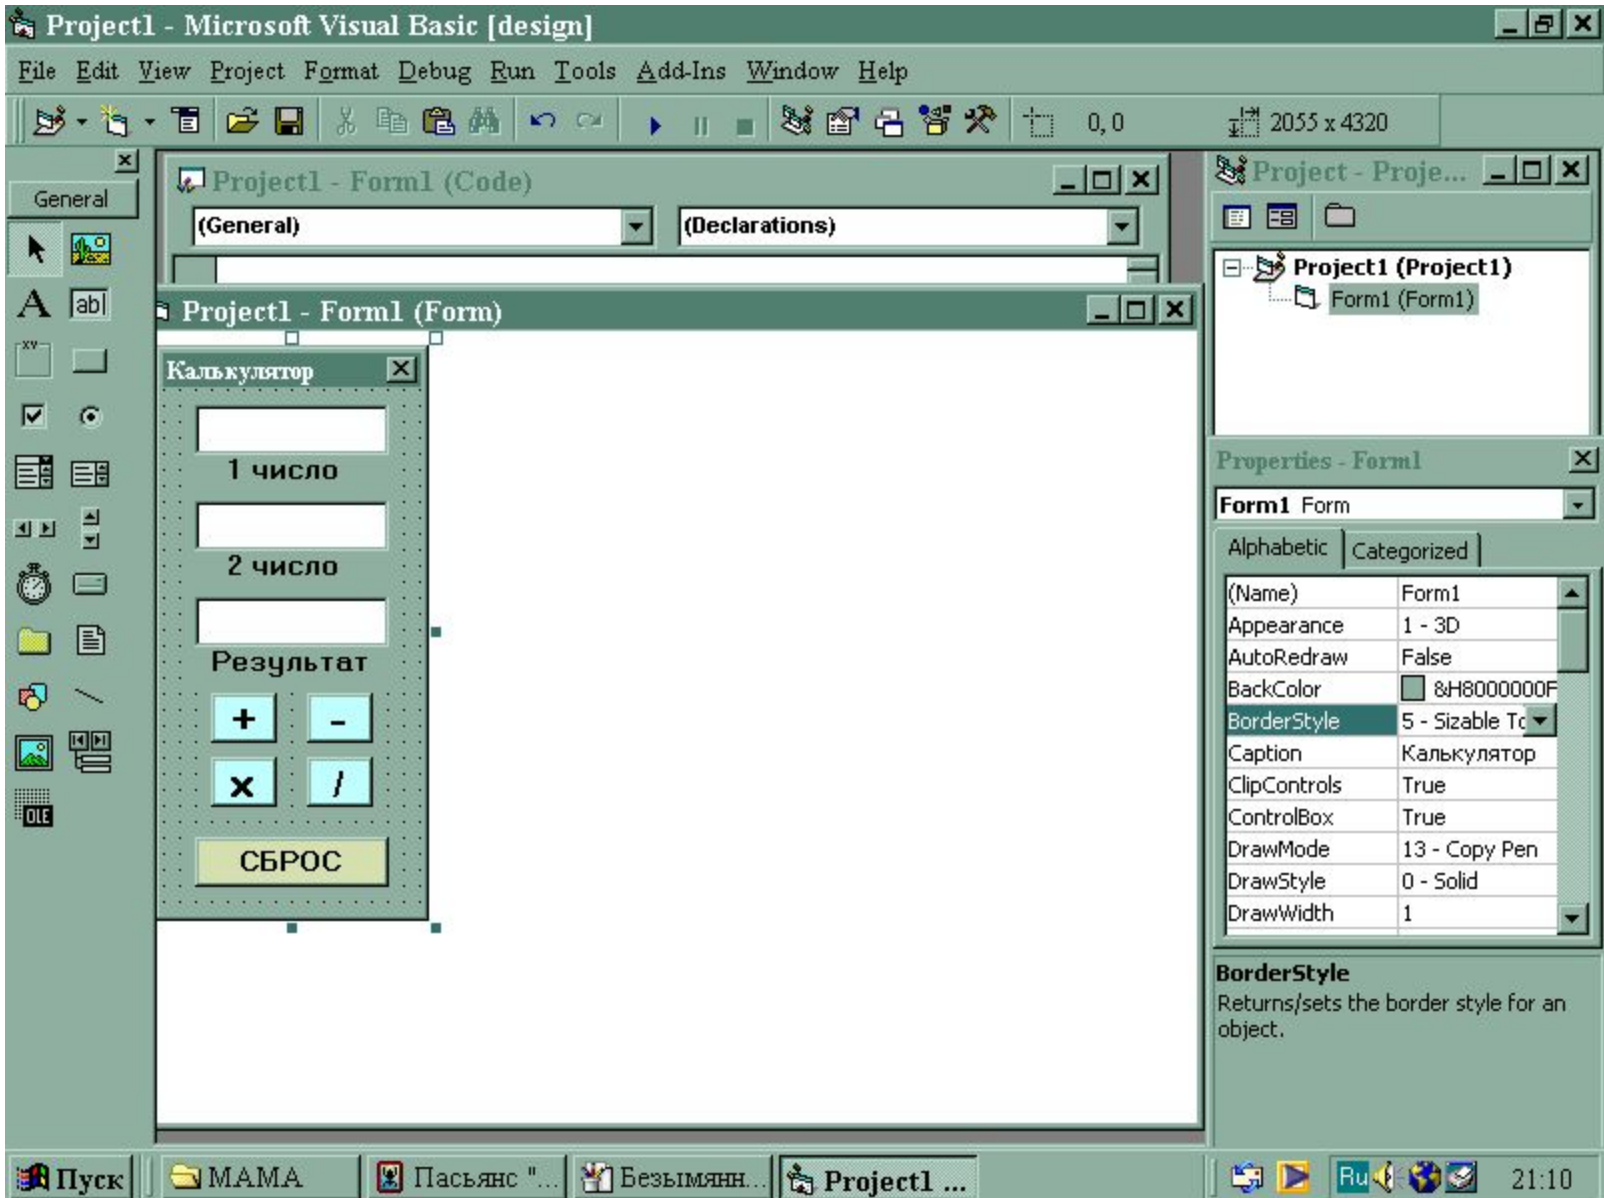 Project1 - Microsoft Visual Basic [design]
File Edit View Project Format Debug Run Tools Add-Ins Window Help
0, 0
2055 x 4320
General
A
ab
xy
OLE
Project1 - Form1 (Code)
(General)
(Declarations)
Project1 - Form1 (Form)
Калькулятор
1 число
2 число
Результат
+ -
x /
СБРОС
Project - Proje...
Project1 (Project1)
Form1 (Form1)
Properties - Form1
Form1 Form
Alphabetic Categorized
(Name) Form1
Appearance 1 - 3D
AutoRedraw False
BackColor &H8000000F
BorderStyle 5 - Sizable To
Caption Калькулятор
ClipControls True
ControlBox True
DrawMode 13 - Copy Pen
DrawStyle 0 - Solid
DrawWidth 1
BorderStyle
Returns/sets the border style for an
object.
Пуск
МАМА
Пасьянс "...
Безымянн...
Project1 ...
Ru
21:10